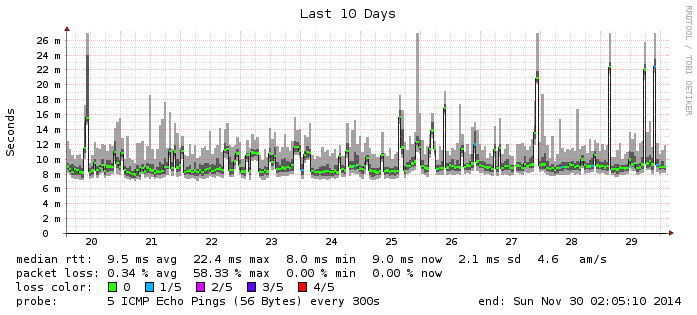 Last 10 Days
RRDTOOL / TOBI OETIKER
Seconds
26 m
24 m
22 m
20 m
18 m
16 m
14 m
12 m
10 m
8 m
6 m
4 m
2 m
0
20 21 22 23 24 25 26 27 28 29
median rtt: 9.5 ms avg 22.4 ms max 8.0 ms min 9.0 ms now 2.1 ms sd 4.6 am/s
packet loss: 0.34 % avg 58.33 % max 0.00 % min 0.00 % now
loss color: 0 1/5 2/5 3/5 4/5
probe: 5 ICMP Echo Pings (56 Bytes) every 300s end: Sun Nov 30 02:05:10 2014